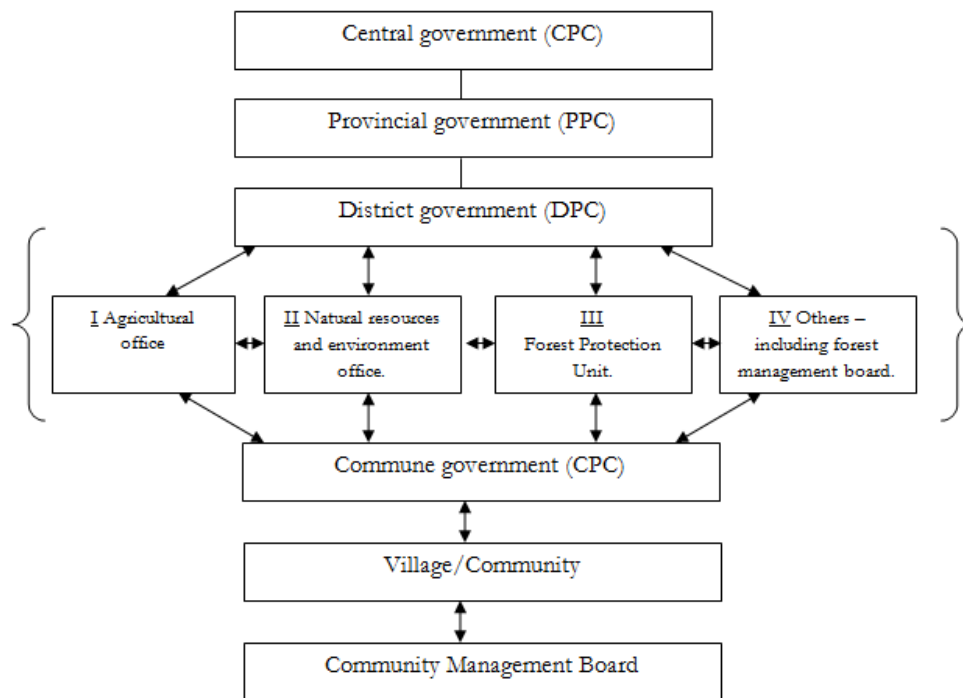 Central government (CPC)
Provincial government (PPC)
District government (DPC)
I Agricultural
office
II Natural resources
and environment
office.
III
Forest Protection
Unit.
IV Others –
including forest
management board.
Commune government (CPC)
Village/Community
Community Management Board